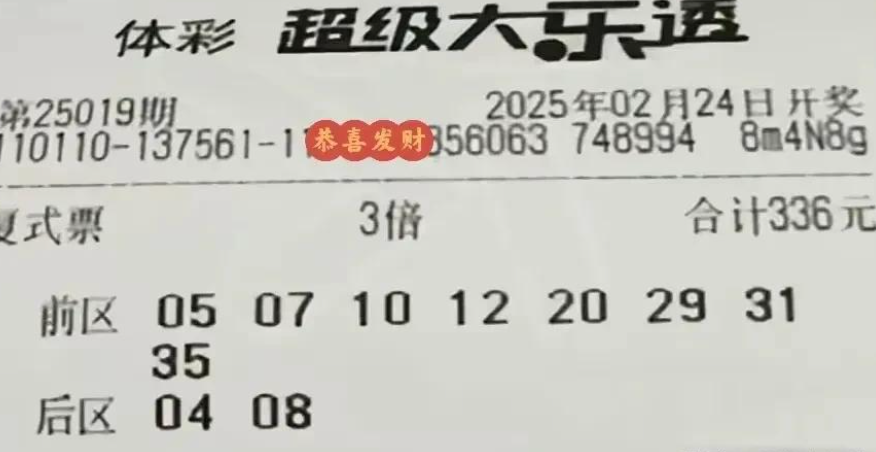 体彩 超级大乐透
第25019期 2025年02月24日开奖
110110-137561-11 恭喜发财 856063 748994 8m4N8g
复式票 3倍 合计336元
前区 05 07 10 12 20 29 31
35
后区 04 08